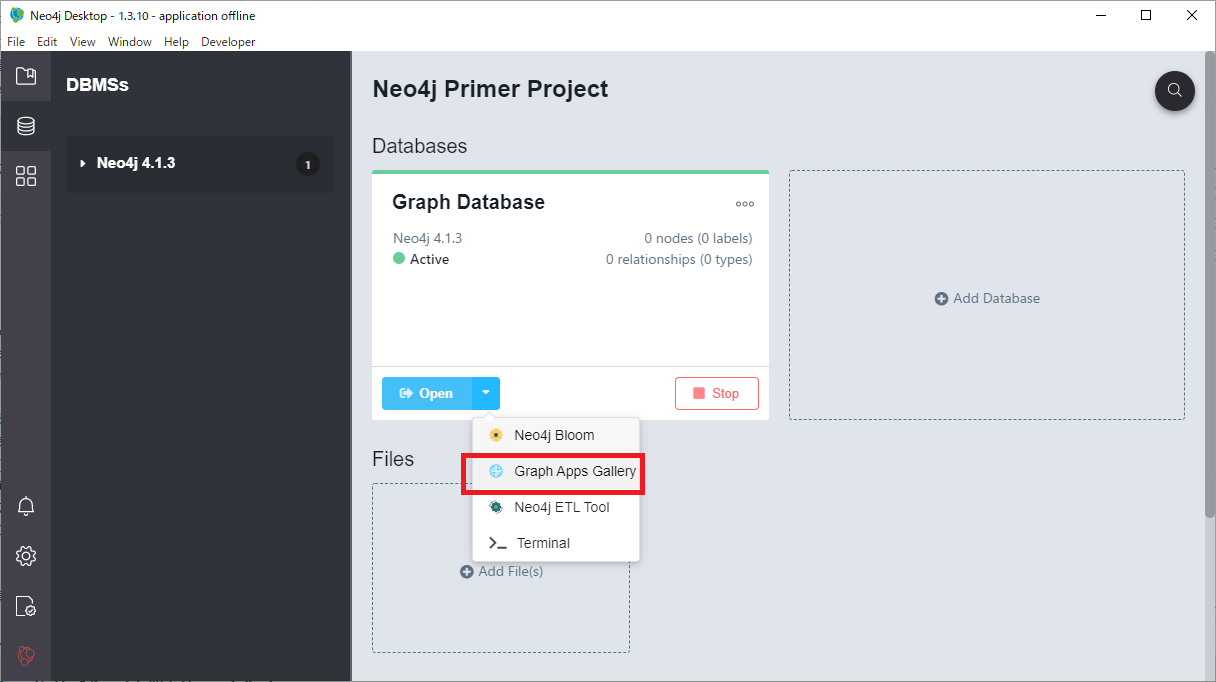 Neo4j Desktop - 1.3.10 - application offline
File Edit View Window Help Developer
DBMSs
Neo4j 4.1.3
1
Neo4j Primer Project
Databases
Graph Database
Neo4j 4.1.3
0 nodes (0 labels)
Active
0 relationships (0 types)
Open
Stop
Add Database
Neo4j Bloom
Graph Apps Gallery
Neo4j ETL Tool
Terminal
Files
Add File(s)